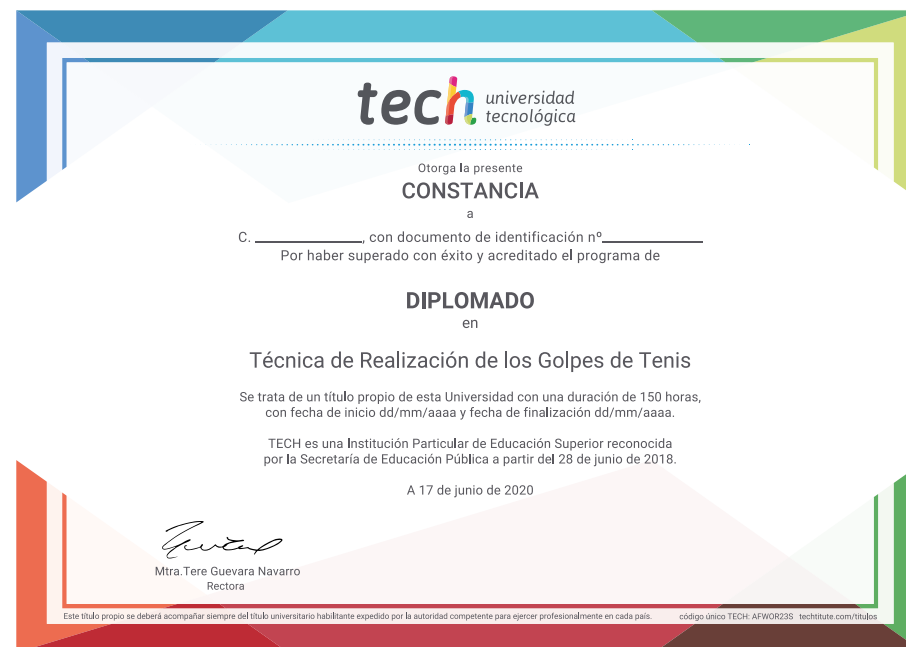 tech universidad
tecnológica
Otorga la presente
CONSTANCIA
a
C. ________________, con documento de identificación nº_______________
Por haber superado con éxito y acreditado el programa de
DIPLOMADO
en
Técnica de Realización de los Golpes de Tenis
Se trata de un título propio de esta Universidad con una duración de 150 horas,
con fecha de inicio dd/mm/aaaa y fecha de finalización dd/mm/aaaa.
TECH es una Institución Particular de Educación Superior reconocida
por la Secretaría de Educación Pública a partir del 28 de junio de 2018.
A 17 de junio de 2020
Mtra.Tere Guevara Navarro
Rectora
Este título propio se deberá acompañar siempre del título universitario habilitante expedido por la autoridad competente para ejercer profesionalmente en cada país. código único TECH: AFWOR23S techtitute.com/titulos